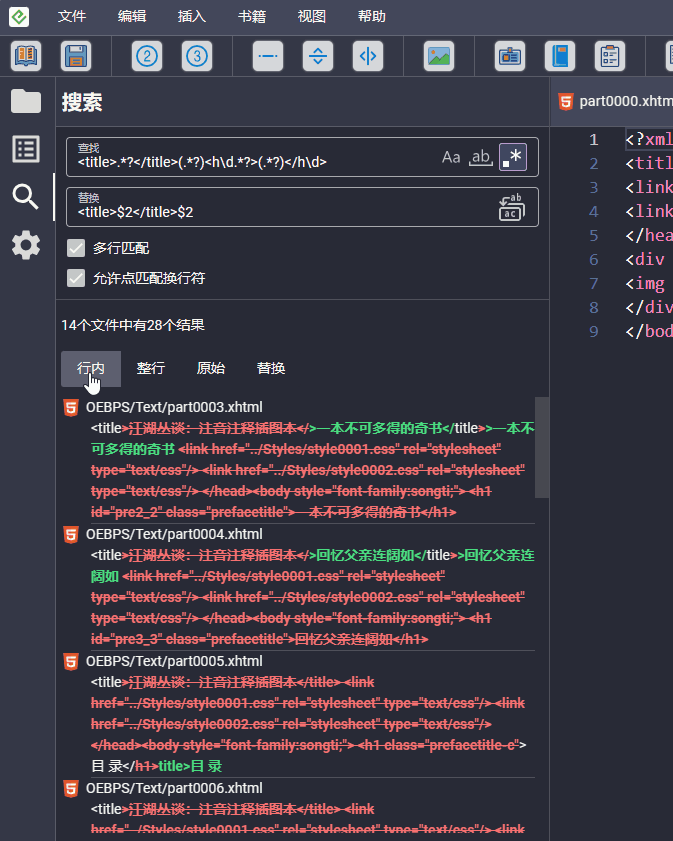 文件 编辑 插入 书籍 视图 帮助
2 3
搜索
part0000.xhtm
查找
<title>.*?</title>(.*?)<h\d.*?>(.*?)</h\d>
Aa ab .*
替换
<title>$2</title>$2
ab
ac
多行匹配
允许点匹配换行符
14个文件中有28个结果
行内 整行 原始 替换
OEBPS/Text/part0003.xhtml
<title>江湖丛谈：注音注释插图本</>一本不可多得的奇书</title>>一本不
可多得的奇书 <link href="../Styles/style0001.css" rel="stylesheet"
type="text/css"/><link href="../Styles/style0002.css" rel="stylesheet"
type="text/css"/></head><body style="font-family:songti;"><h1
id="pre2_2" class="prefacetitle">一本不可多得的奇书</h1>
OEBPS/Text/part0004.xhtml
<title>江湖丛谈：注音注释插图本</>回忆父亲连阔如</title>>回忆父亲连
阔如 <link href="../Styles/style0001.css" rel="stylesheet"
type="text/css"/><link href="../Styles/style0002.css" rel="stylesheet"
type="text/css"/></head><body style="font-family:songti;"><h1
id="pre3_3" class="prefacetitle">回忆父亲连阔如</h1>
OEBPS/Text/part0005.xhtml
<title>江湖丛谈：注音注释插图本</title><link
href="../Styles/style0001.css" rel="stylesheet" type="text/css"/><link
href="../Styles/style0002.css" rel="stylesheet" type="text/css"/>
</head><body style="font-family:songti;"><h1 class="prefacetitle-c">
目 录</h1>title>目 录
OEBPS/Text/part0006.xhtml
<title>江湖丛谈：注音注释插图本</title><link
href="../Styles/style0001.css" rel="stylesheet" type="text/css"/><link
1 <?xml
2 <titl
3 <link
4 <link
5 </hea
6 <div
7 <img
8 </div
9 </bod